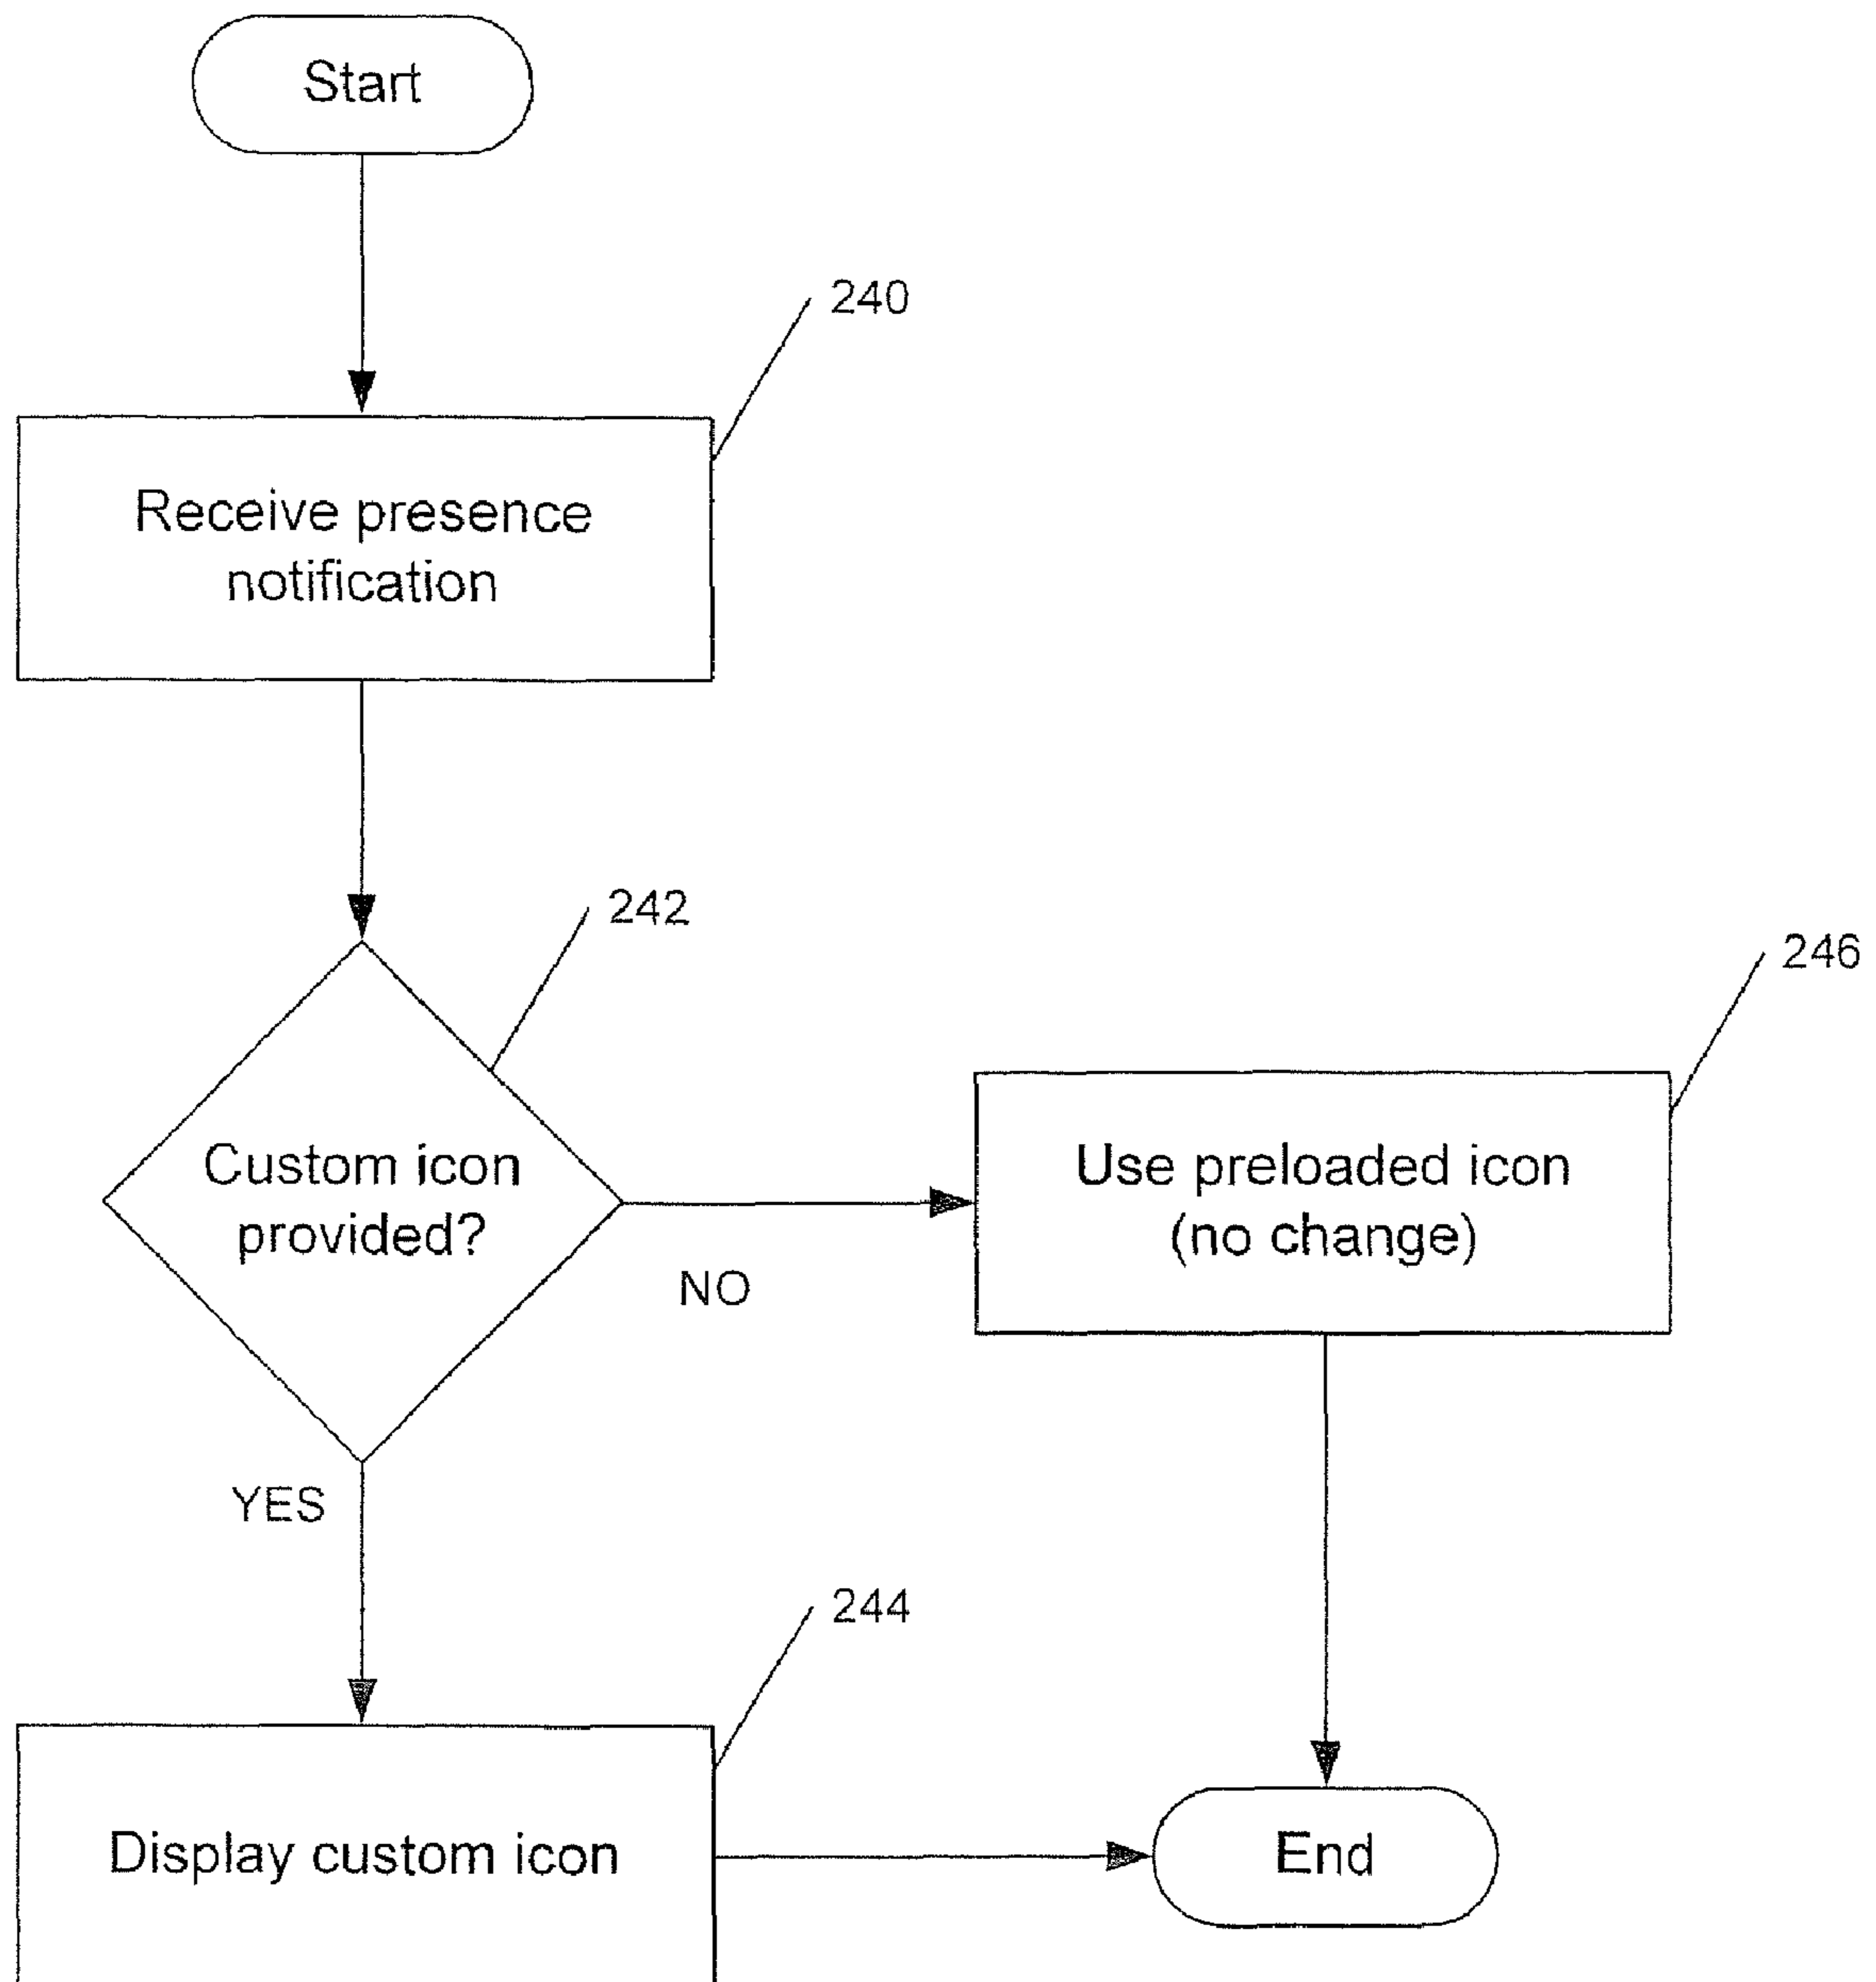 Start
240
Receive presence
notification
242
246
Custom icon
provided?
Use preloaded icon
(no change)
NO
YES
244
Display custom icon
End